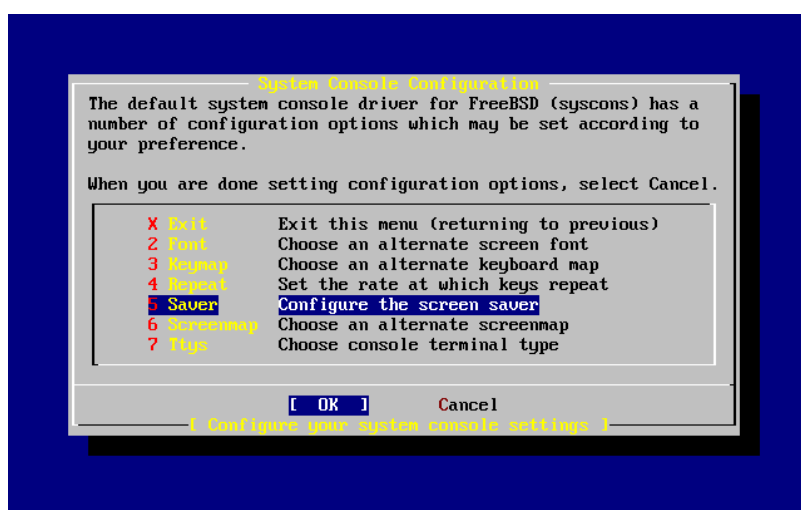 System Console Configuration
The default system console driver for FreeBSD (syscons) has a
number of configuration options which may be set according to
your preference.
When you are done setting configuration options, select Cancel.
X Exit Exit this menu (returning to previous)
2 Font Choose an alternate screen font
3 Keymap Choose an alternate keyboard map
4 Repeat Set the rate at which keys repeat
5 Saver Configure the screen saver
6 Screenmap Choose an alternate screenmap
7 Ttys Choose console terminal type
[ OK ] Cancel
[ Configure your system console settings ]